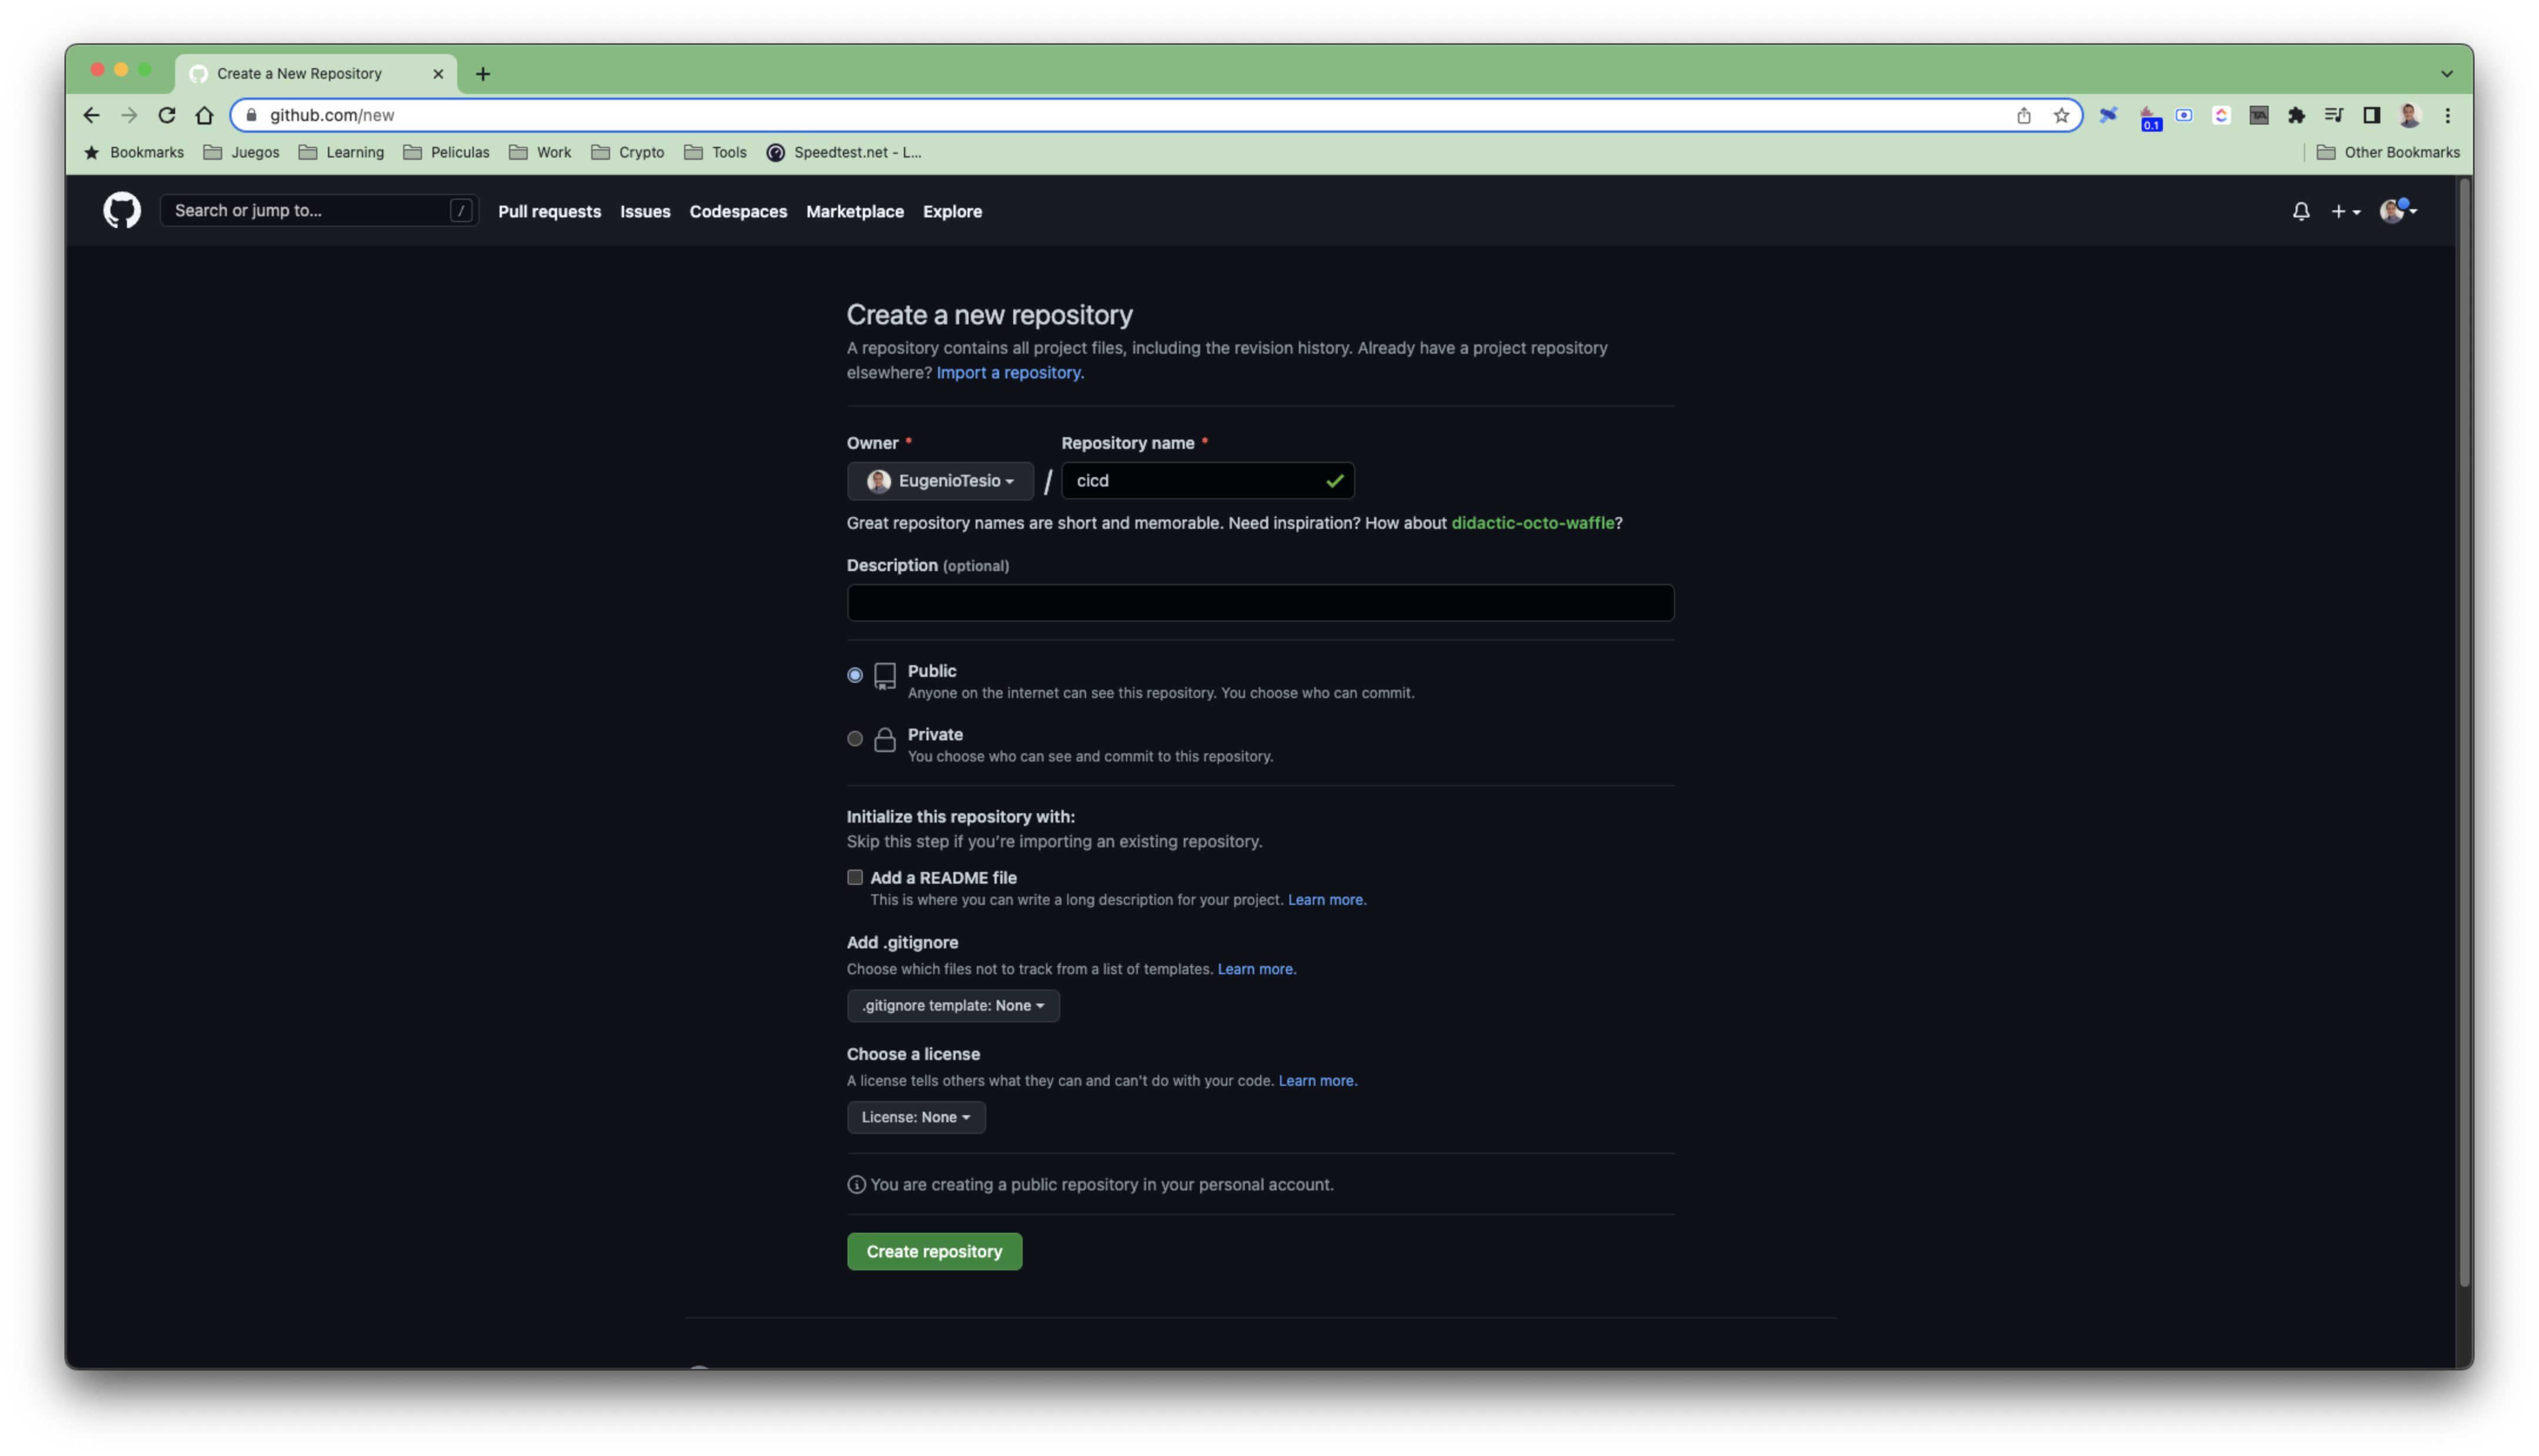 Create a New Repository
github.com/new
0.1
TA
Bookmarks Juegos Learning Peliculas Work Crypto Tools Speedtest.net - L... Other Bookmarks
Search or jump to... / Pull requests Issues Codespaces Marketplace Explore
Create a new repository
A repository contains all project files, including the revision history. Already have a project repository
elsewhere? Import a repository.
Owner * Repository name *
EugenioTesio / cicd
Great repository names are short and memorable. Need inspiration? How about didactic-octo-waffle?
Description (optional)
Public
Anyone on the internet can see this repository. You choose who can commit.
Private
You choose who can see and commit to this repository.
Initialize this repository with:
Skip this step if you’re importing an existing repository.
Add a README file
This is where you can write a long description for your project. Learn more.
Add .gitignore
Choose which files not to track from a list of templates. Learn more.
.gitignore template: None
Choose a license
A license tells others what they can and can't do with your code. Learn more.
License: None
You are creating a public repository in your personal account.
Create repository